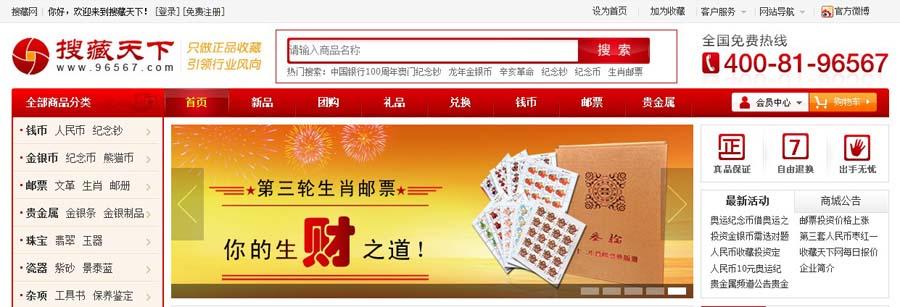 搜藏网 | 你好，欢迎来到搜藏天下！ [登录] [免费注册]
设为首页 加为收藏 客户服务 网站导航 官方微博
搜藏天下
www.96567.com
只做正品收藏
引领行业风向
请输入商品名称
搜 索
热门搜索：中国银行100周年澳门纪念钞 龙年金银币 辛亥革命 纪念钞 纪念币 生肖邮票
全国免费热线
400-81-96567
全部商品分类 首页 新品 团购 礼品 兑换 钱币 邮票 贵金属 会员中心 购物车
钱币 人民币 纪念钞
金银币 纪念币 熊猫币
邮票 文革 生肖 邮册
贵金属 金银条 金银制品
珠宝 翡翠 玉器
瓷器 紫砂 景泰蓝
杂项 工具书 保养鉴定
第三轮生肖邮票
你的生财之道！
叁轮
正 7
真品保证 自由退换 出手无忧
最新活动 商城公告
奥运纪念币借奥运之
投资金银币需达对题
人民币收藏投资定
人民币10元奥运纪
贵金属频道公告贵金
邮票投资价格上涨
第三套人民币枣红一
收藏天下网每日报价
企业简介